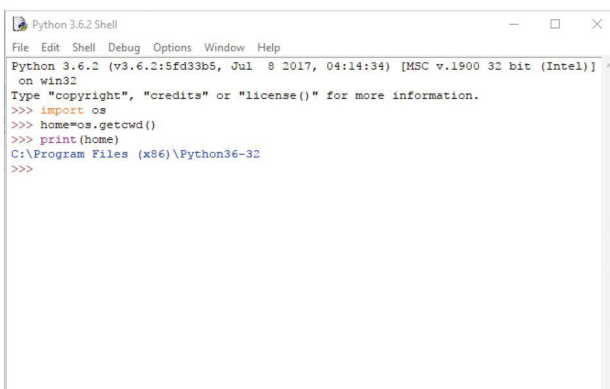 Python 3.6.2 Shell
File Edit Shell Debug Options Window Help
Python 3.6.2 (v3.6.2:5fd33b5, Jul  8 2017, 04:14:34) [MSC v.1900 32 bit (Intel)]
 on win32
Type "copyright", "credits" or "license()" for more information.
>>> import os
>>> home=os.getcwd()
>>> print(home)
C:\Program Files (x86)\Python36-32
>>>